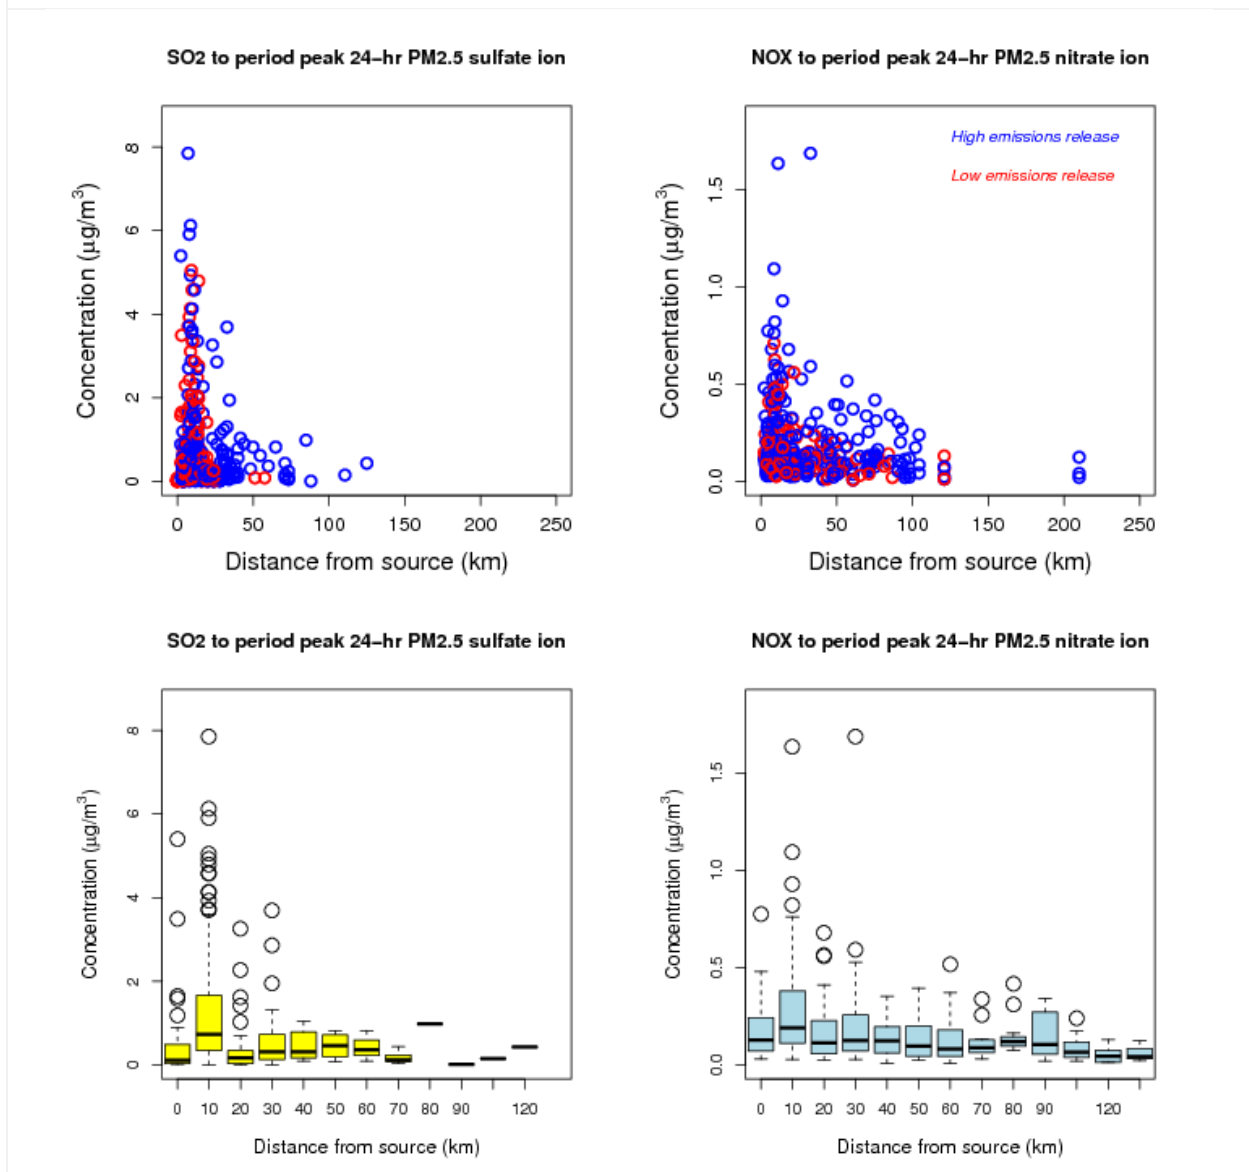 SO2 to period peak 24-hr PM2.5 sulfate ion
Concentration (µg/m³)
8
6
4
2
0
0 50 100 150 200 250
Distance from source (km)
NOX to period peak 24-hr PM2.5 nitrate ion
High emissions release
Low emissions release
Concentration (µg/m³)
1.5
1.0
0.5
0.0
0 50 100 150 200 250
Distance from source (km)
SO2 to period peak 24-hr PM2.5 sulfate ion
Concentration (µg/m³)
8
6
4
2
0
0 10 20 30 40 50 60 70 80 90 120
Distance from source (km)
NOX to period peak 24-hr PM2.5 nitrate ion
Concentration (µg/m³)
1.5
1.0
0.5
0.0
0 10 20 30 40 50 60 70 80 90 120
Distance from source (km)